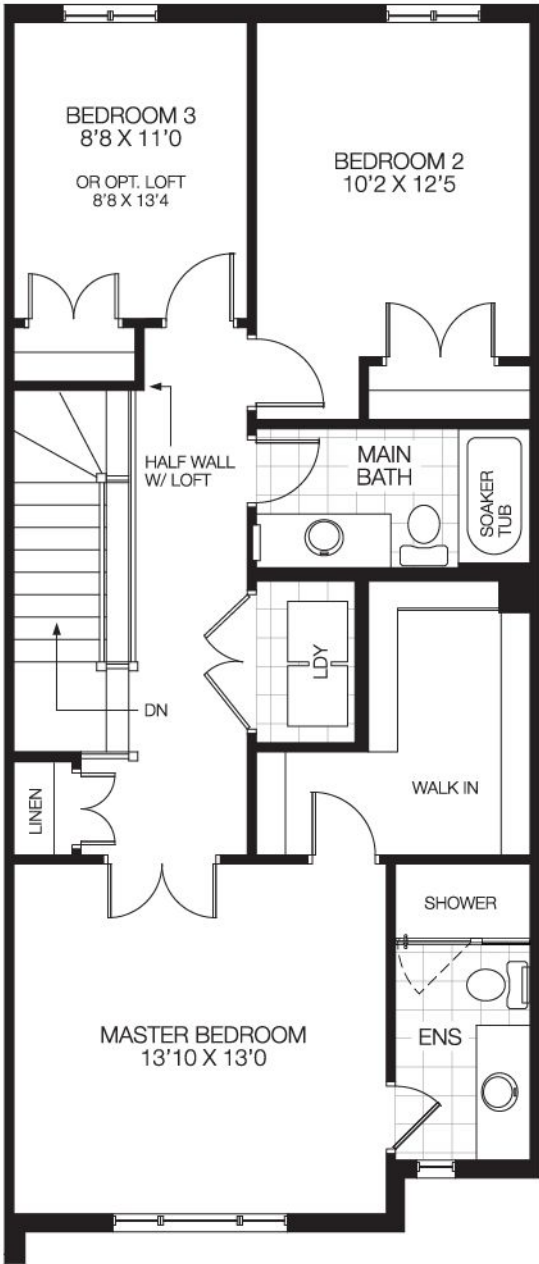 BEDROOM 3
8'8 X 11'0
OR OPT. LOFT
8'8 X 13'4
BEDROOM 2
10'2 X 12'5
HALF WALL
W/ LOFT
MAIN
BATH
SOAKER
TUB
LDY
DN
LINEN
WALK IN
SHOWER
MASTER BEDROOM
13'10 X 13'0
ENS